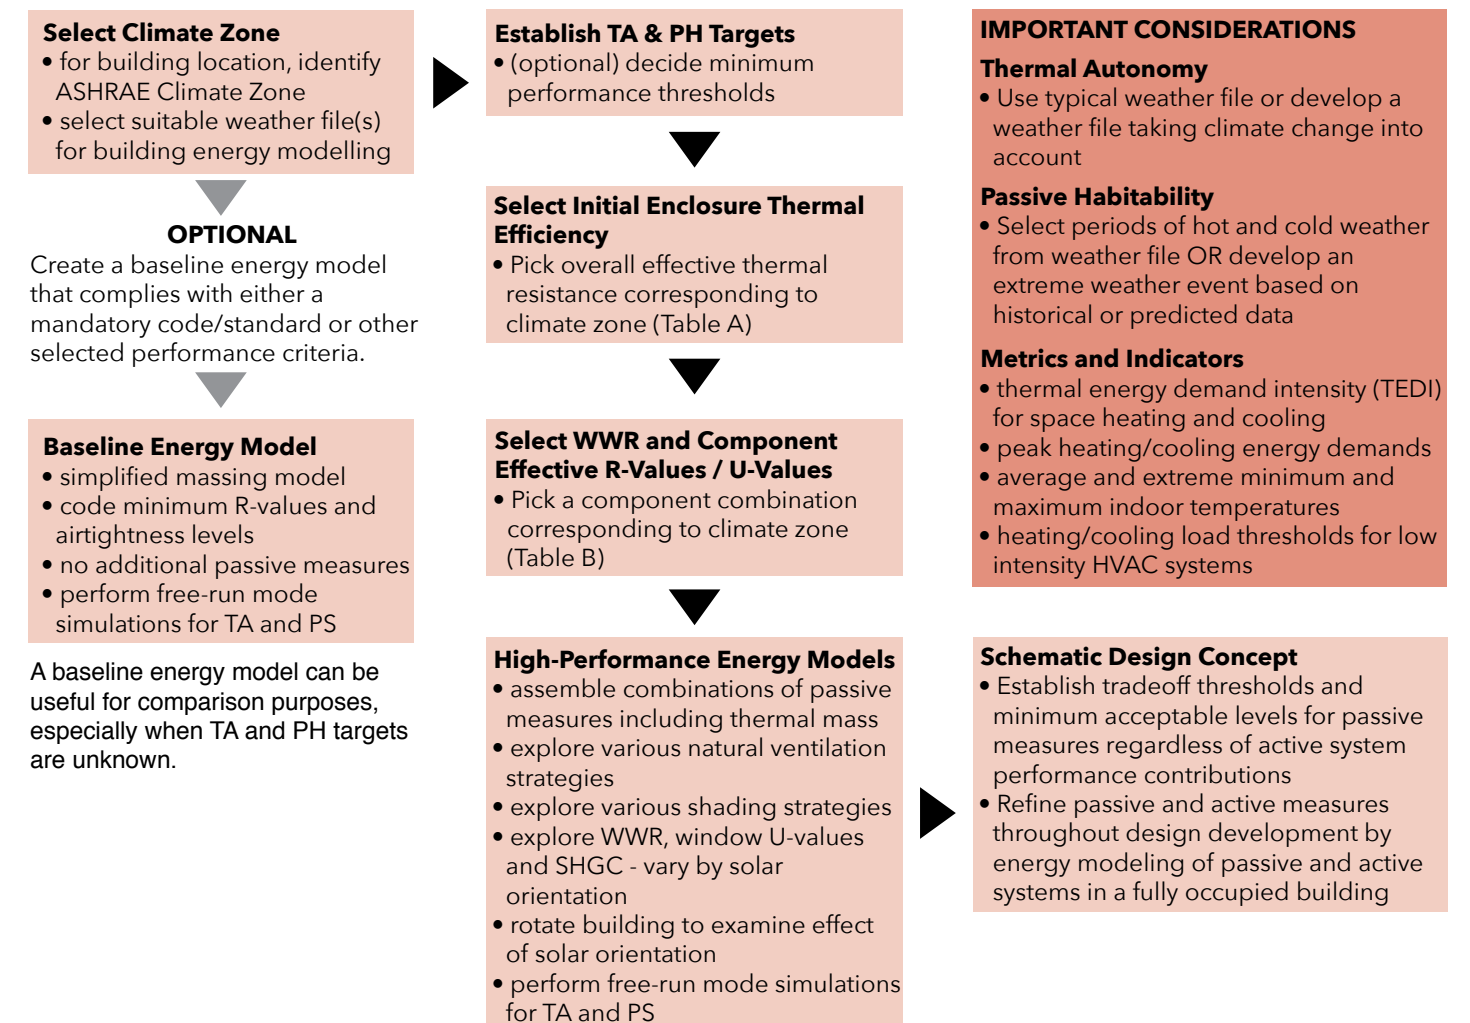 Select Climate Zone
• for building location, identify
ASHRAE Climate Zone
• select suitable weather file(s)
for building energy modelling
OPTIONAL
Create a baseline energy model
that complies with either a
mandatory code/standard or other
selected performance criteria.
Baseline Energy Model
• simplified massing model
• code minimum R-values and
airtightness levels
• no additional passive measures
• perform free-run mode
simulations for TA and PS
A baseline energy model can be
useful for comparison purposes,
especially when TA and PH targets
are unknown.
Establish TA & PH Targets
• (optional) decide minimum
performance thresholds
Select Initial Enclosure Thermal
Efficiency
• Pick overall effective thermal
resistance corresponding to
climate zone (Table A)
Select WWR and Component
Effective R-Values / U-Values
• Pick a component combination
corresponding to climate zone
(Table B)
High-Performance Energy Models
• assemble combinations of passive
measures including thermal mass
• explore various natural ventilation
strategies
• explore various shading strategies
• explore WWR, window U-values
and SHGC - vary by solar
orientation
• rotate building to examine effect
of solar orientation
• perform free-run mode simulations
for TA and PS
IMPORTANT CONSIDERATIONS
Thermal Autonomy
• Use typical weather file or develop a
weather file taking climate change into
account
Passive Habitability
• Select periods of hot and cold weather
from weather file OR develop an
extreme weather event based on
historical or predicted data
Metrics and Indicators
• thermal energy demand intensity (TEDI)
for space heating and cooling
• peak heating/cooling energy demands
• average and extreme minimum and
maximum indoor temperatures
• heating/cooling load thresholds for low
intensity HVAC systems
Schematic Design Concept
• Establish tradeoff thresholds and
minimum acceptable levels for passive
measures regardless of active system
performance contributions
• Refine passive and active measures
throughout design development by
energy modeling of passive and active
systems in a fully occupied building